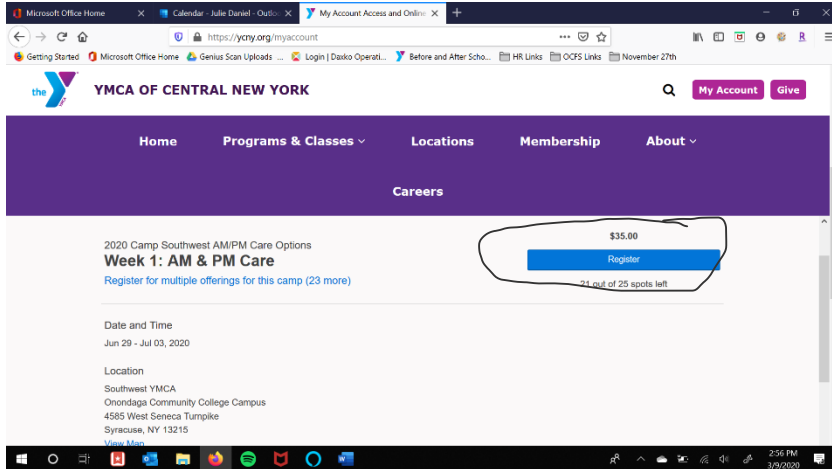 Microsoft Office Home
Calendar - Julie Daniel - Outloo
My Account Access and Online
https://ycny.org/myaccount
Getting Started
Microsoft Office Home
Genius Scan Uploads ...
Login | Daxko Operati...
Before and After Scho...
HR Links
OCFS Links
November 27th
the
YMCA OF CENTRAL NEW YORK
My Account
Give
Home
Programs & Classes
Locations
Membership
About
Careers
2020 Camp Southwest AM/PM Care Options
Week 1: AM & PM Care
Register for multiple offerings for this camp (23 more)
$35.00
Register
21 out of 25 spots left
Date and Time
Jun 29 - Jul 03, 2020
Location
Southwest YMCA
Onondaga Community College Campus
4585 West Seneca Turnpike
Syracuse, NY 13215
View Map
2:56 PM
3/9/2020